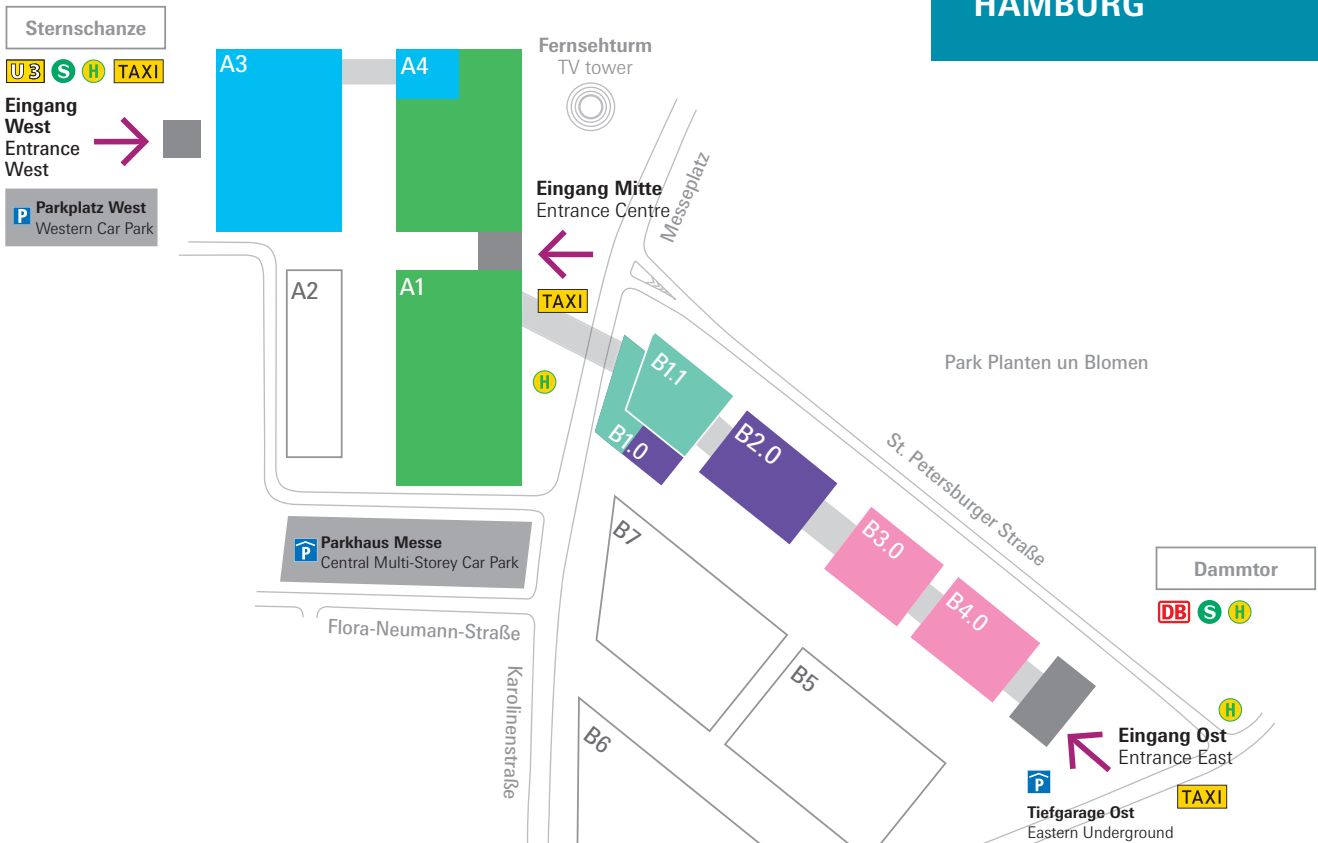 HAMBURG
Sternschanze
U3 S H TAXI
Eingang
West
Entrance
West
P Parkplatz West
Western Car Park
A3
A4
Fernsehturm
TV tower
Messeplatz
Eingang Mitte
Entrance Centre
TAXI
A2
A1
H
B1.1
B1.0
B2.0
B3.0
B4.0
Park Planten un Blomen
St. Petersburger Straße
P Parkhaus Messe
Central Multi-Storey Car Park
Flora-Neumann-Straße
Karolinenstraße
B7
B5
B6
Dammtor
DB S H
H
Eingang Ost
Entrance East
TAXI
P
Tiefgarage Ost
Eastern Underground